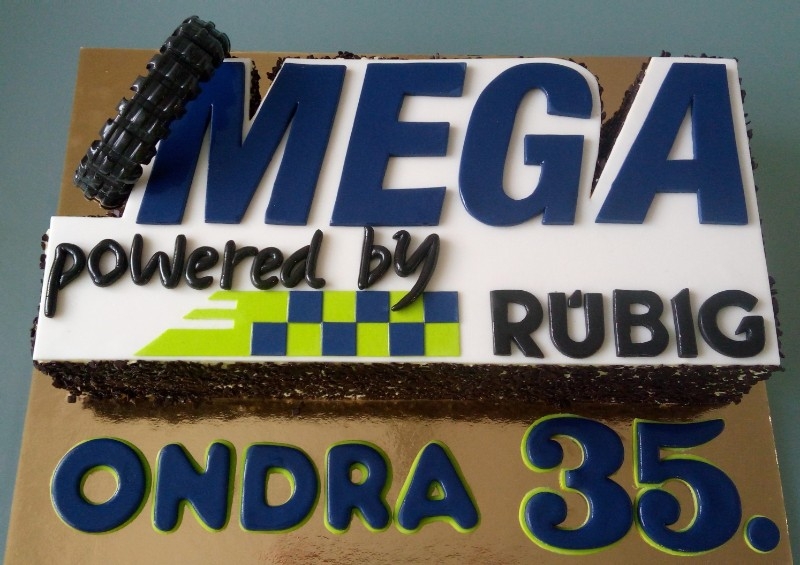 MEGA
powered by
RÜBIG
ONDRA 35.